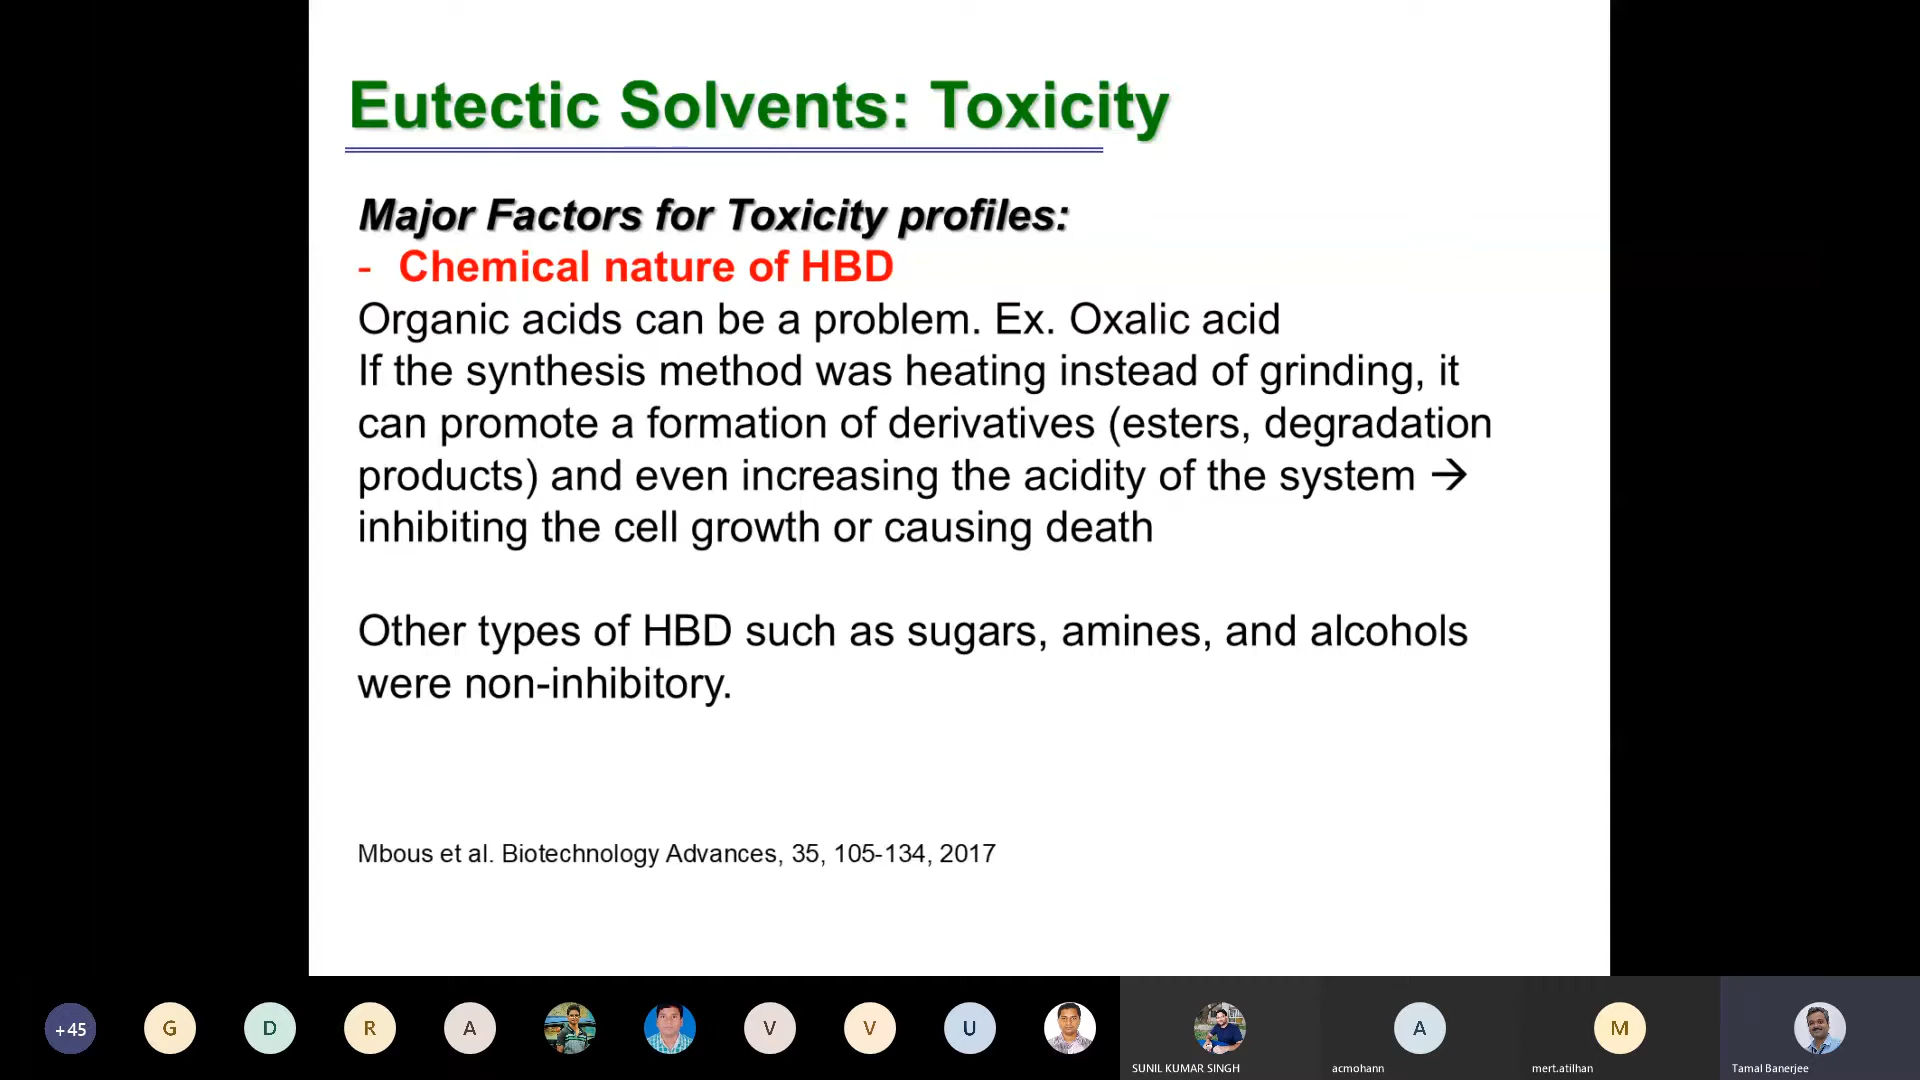 Eutectic Solvents: Toxicity
Major Factors for Toxicity profiles:
- Chemical nature of HBD
Organic acids can be a problem. Ex. Oxalic acid
If the synthesis method was heating instead of grinding, it
can promote a formation of derivatives (esters, degradation
products) and even increasing the acidity of the system →
inhibiting the cell growth or causing death
Other types of HBD such as sugars, amines, and alcohols
were non-inhibitory.
Mbous et al. Biotechnology Advances, 35, 105-134, 2017
+45 G D R A V V U A M
SUNIL KUMAR SINGH acmohann mert.atilhan Tamal Banerjee